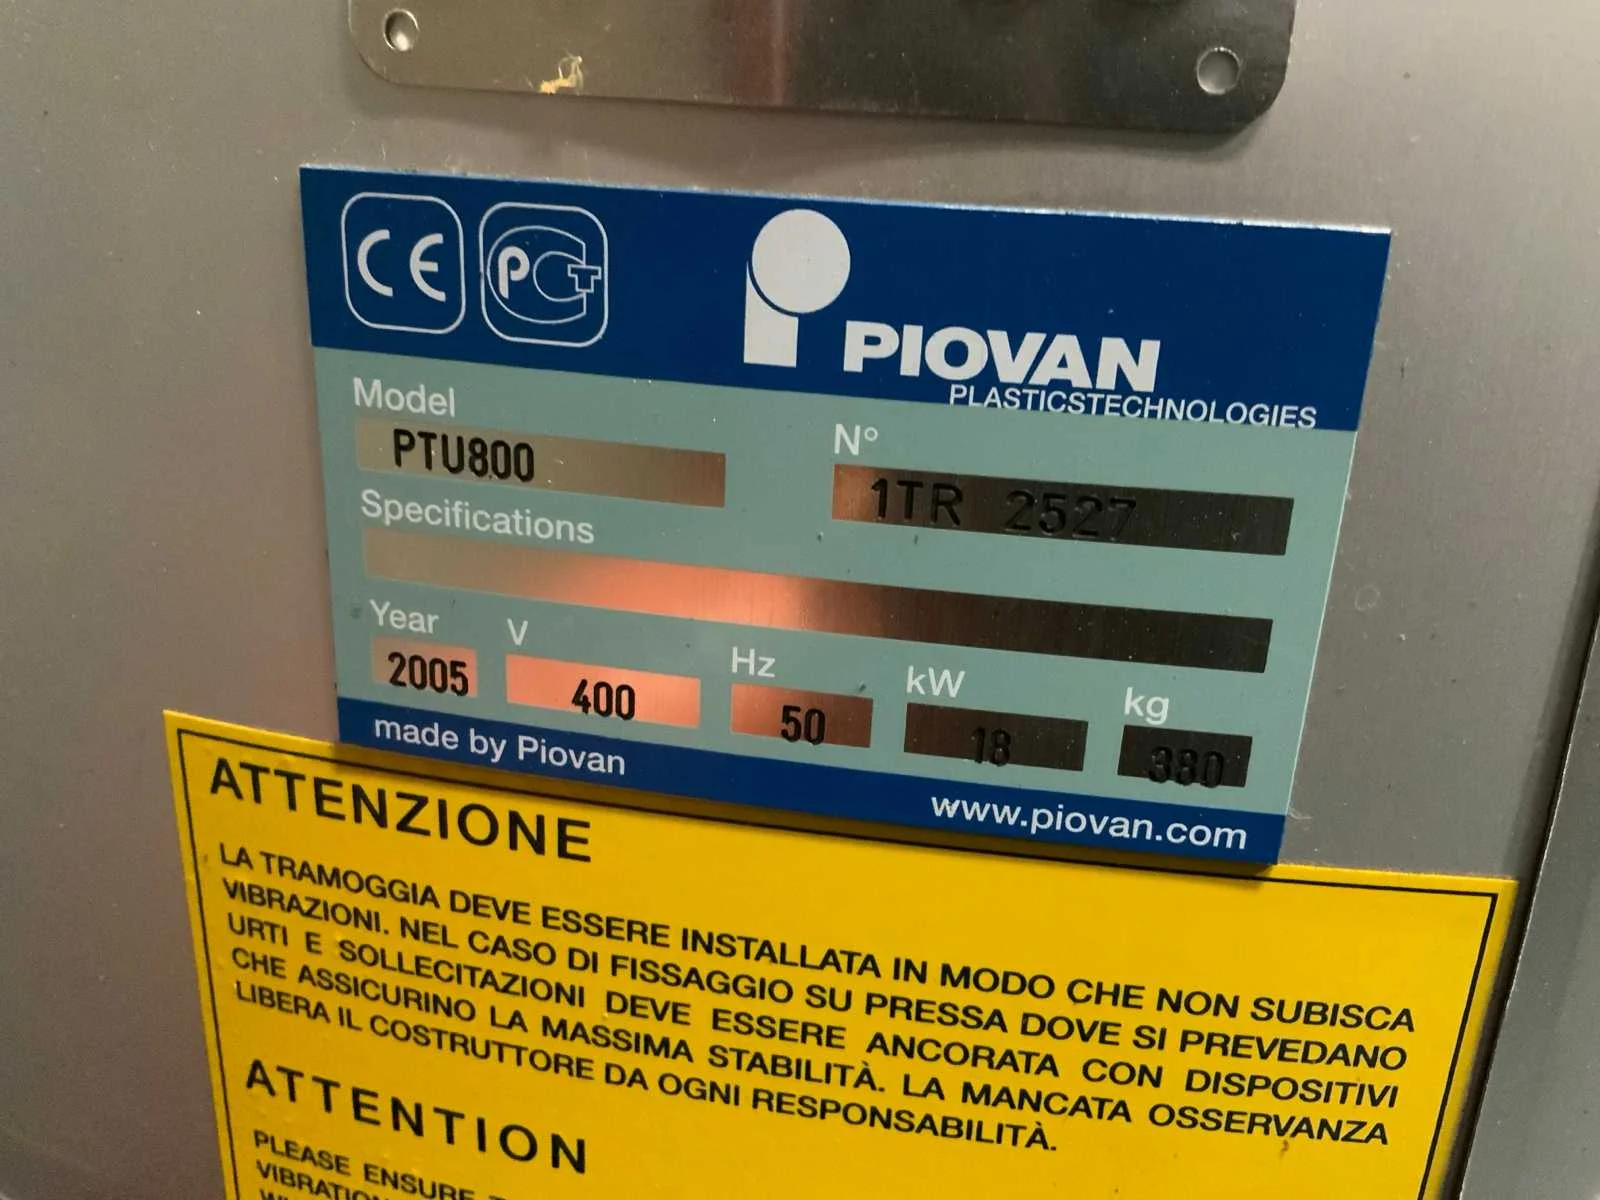 CE PCT
PIOVAN
PLASTICSTECHNOLOGIES
Model
PTU800
N°
1TR 2527
Specifications
Year V Hz kW kg
2005 400 50 18 380
made by Piovan
www.piovan.com
ATTENZIONE
LA TRAMOGGIA DEVE ESSERE INSTALLATA IN MODO CHE NON SUBISCA
VIBRAZIONI. NEL CASO DI FISSAGGIO SU PRESSA DOVE SI PREVEDANO
URTI E SOLLECITAZIONI DEVE ESSERE ANCORATA CON DISPOSITIVI
CHE ASSICURINO LA MASSIMA STABILITÀ. LA MANCATA OSSERVANZA
LIBERA IL COSTRUTTORE DA OGNI RESPONSABILITÀ.
ATTENTION
PLEASE ENSURE
VIBRATION